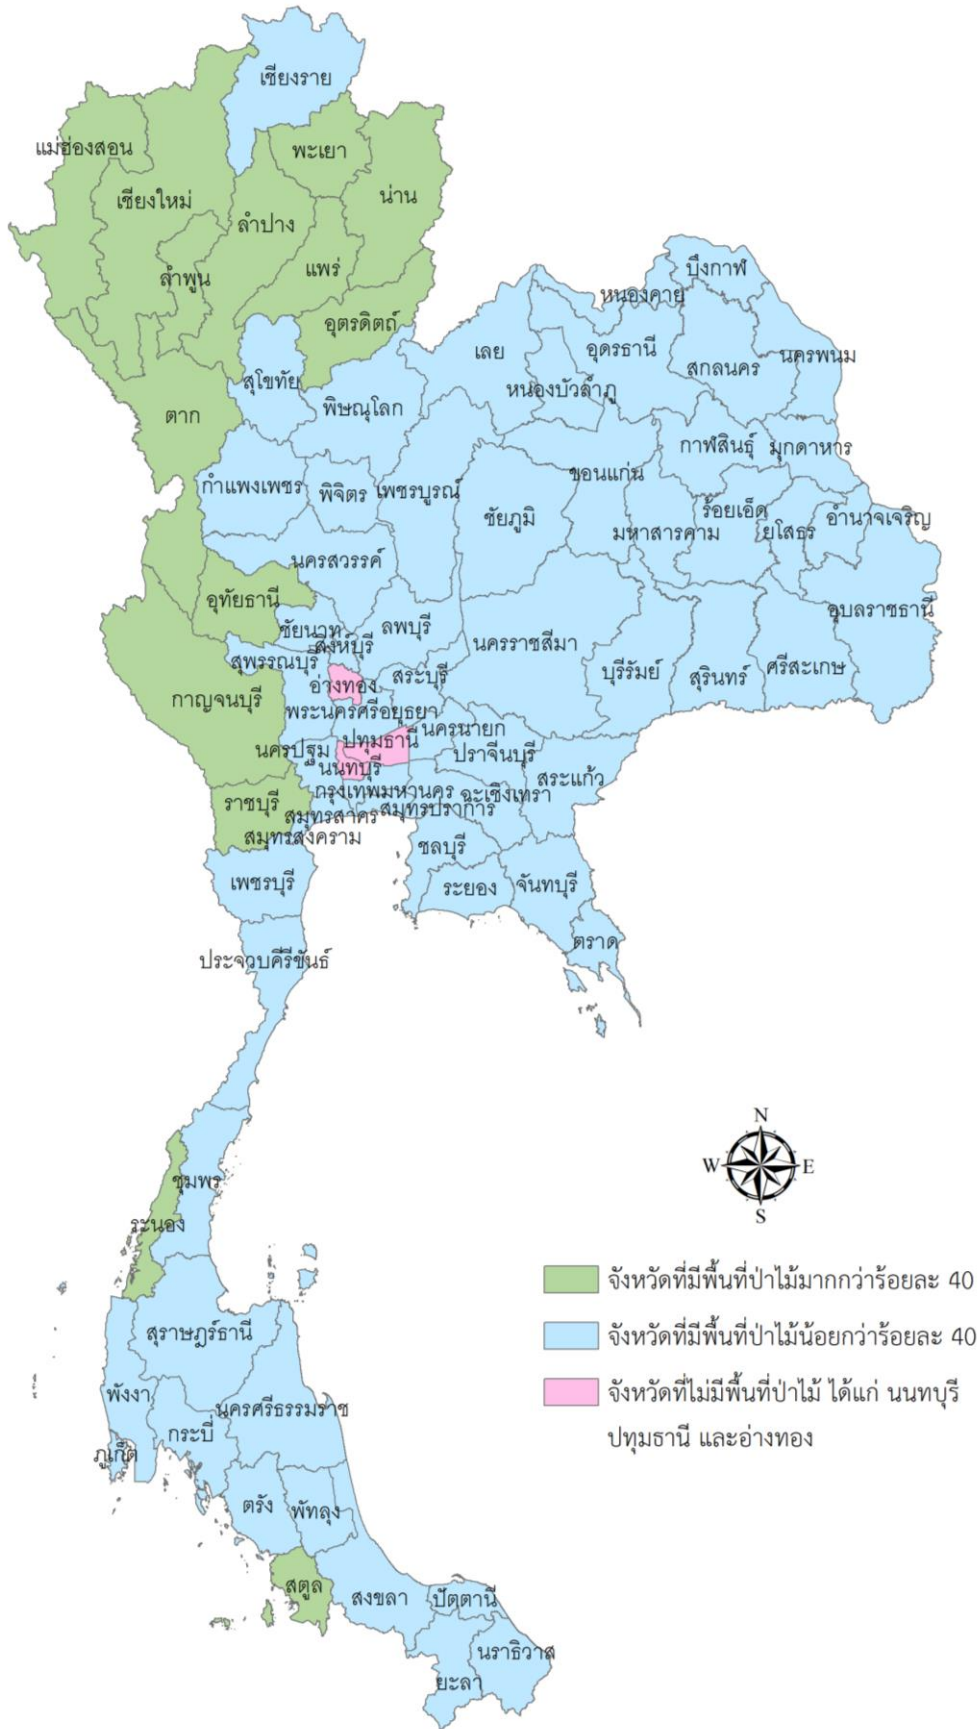 เชียงราย
แม่ฮ่องสอน
พะเยา
เชียงใหม่
น่าน
ลำปาง
ลำพูน
แพร่
บึงกาฬ
หนองคาย
อุตรดิตถ์
เลย
อุดรธานี
นครพนม
สกลนคร
สุโขทัย
หนองบัวลำภู
ตาก
พิษณุโลก
กาฬสินธุ์
มุกดาหาร
กำแพงเพชร
พิจิตร
เพชรบูรณ์
ขอนแก่น
ชัยภูมิ
ร้อยเอ็ด
อำนาจเจริญ
มหาสารคาม
ยโสธร
นครสวรรค์
อุทัยธานี
อุบลราชธานี
ชัยนาท
ลพบุรี
สิงห์บุรี
นครราชสีมา
สุพรรณบุรี
สระบุรี
บุรีรัมย์
สุรินทร์
ศรีสะเกษ
กาญจนบุรี
อ่างทอง
พระนครศรีอยุธยา
นครนายก
ปทุมธานี
นครปฐม
ปราจีนบุรี
นนทบุรี
สระแก้ว
กรุงเทพมหานคร
ฉะเชิงเทรา
ราชบุรี
สมุทรสาคร
สมุทรปราการ
สมุทรสงคราม
ชลบุรี
เพชรบุรี
ระยอง
จันทบุรี
ตราด
ประจวบคีรีขันธ์
N
W
E
S
ชุมพร
ระนอง
จังหวัดที่มีพื้นที่ป่าไม้มากกว่าร้อยละ 40
จังหวัดที่มีพื้นที่ป่าไม้น้อยกว่าร้อยละ 40
จังหวัดที่ไม่มีพื้นที่ป่าไม้ ได้แก่ นนทบุรี
ปทุมธานี และอ่างทอง
สุราษฎร์ธานี
พังงา
นครศรีธรรมราช
กระบี่
ภูเก็ต
ตรัง
พัทลุง
สตูล
สงขลา
ปัตตานี
นราธิวาส
ยะลา